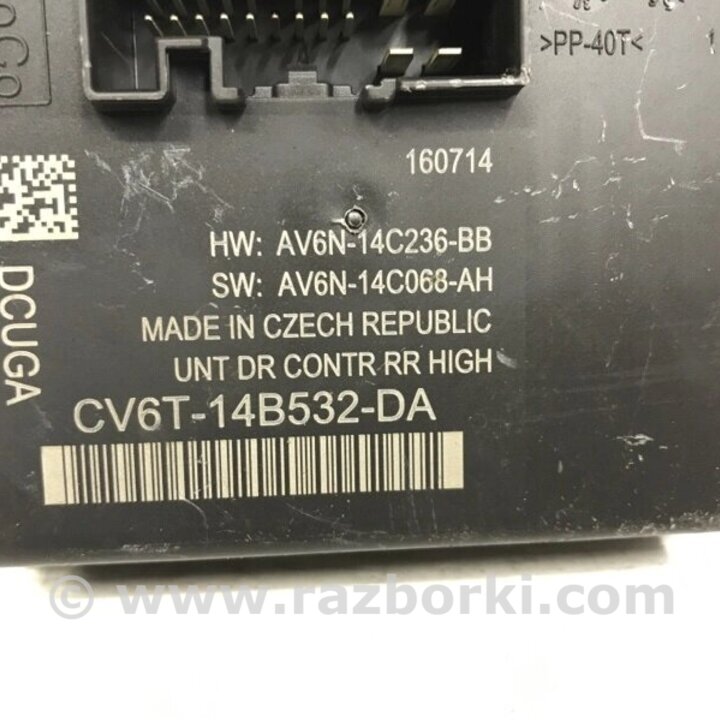 >PP-40T<
1
160714
HW: AV6N-14C236-BB
SW: AV6N-14C068-AH
MADE IN CZECH REPUBLIC
UNT DR CONTR RR HIGH
CV6T-14B532-DA
DCUGA
© www.razborki.com